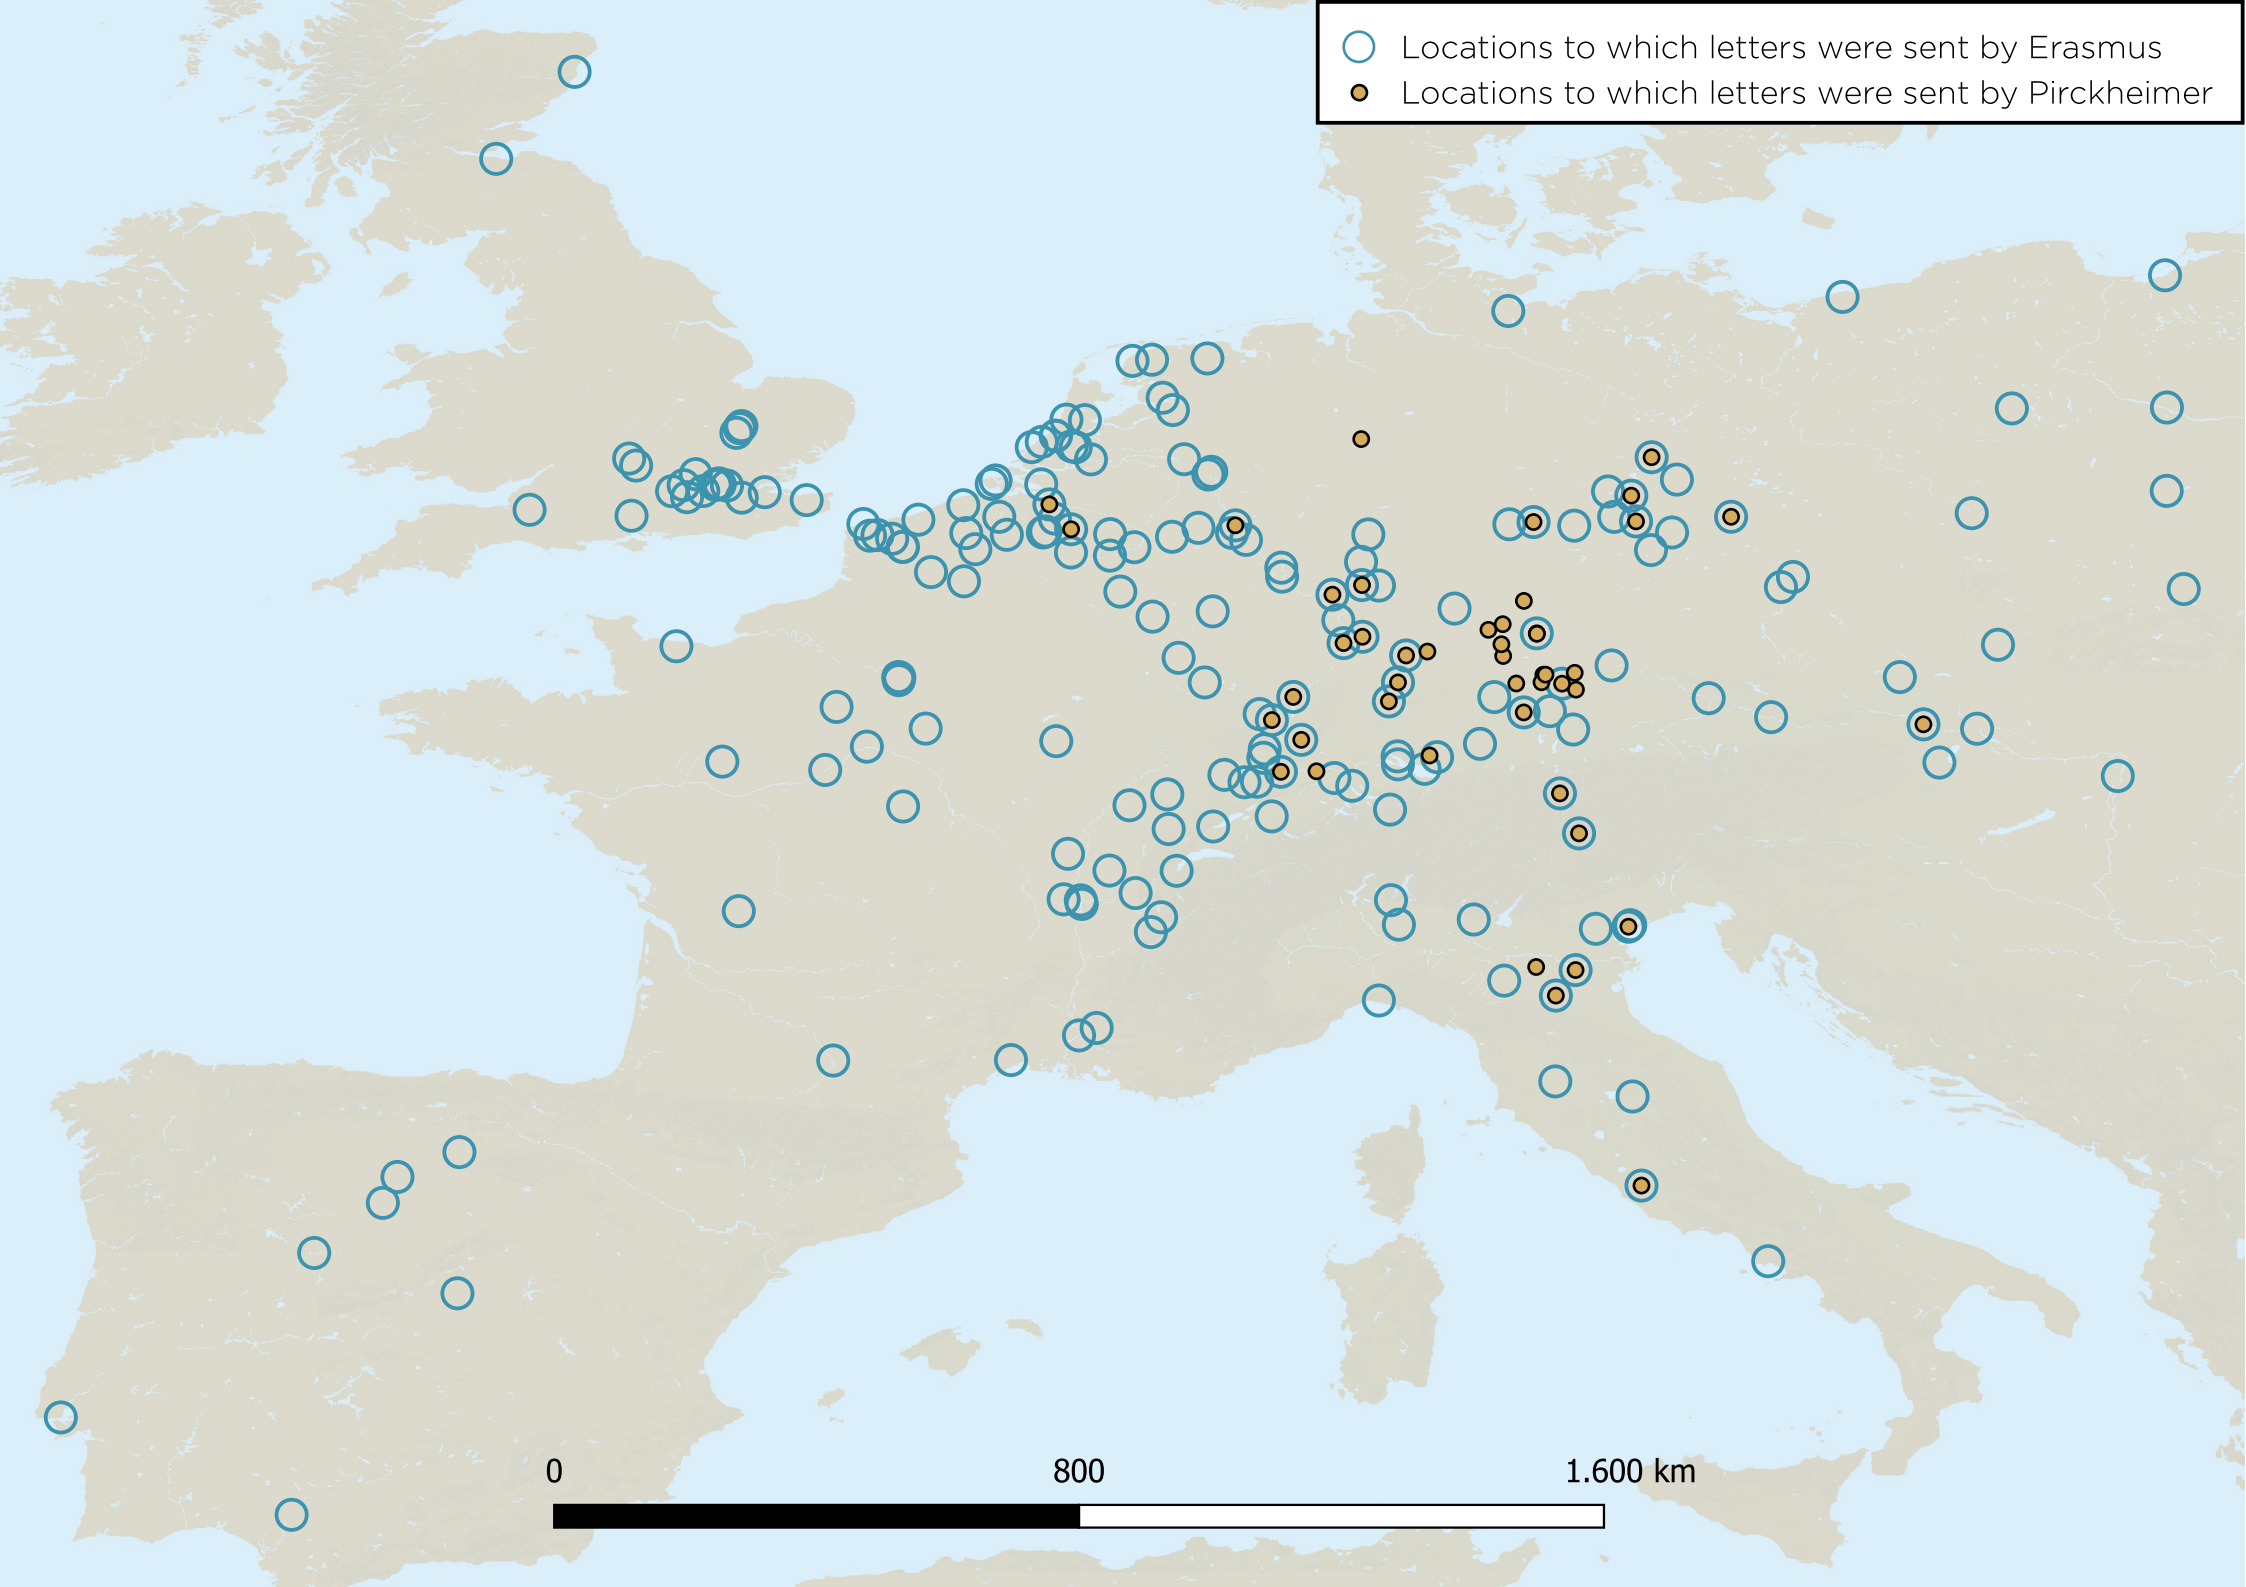 Locations to which letters were sent by Erasmus
Locations to which letters were sent by Pirckheimer
0 800 1.600 km